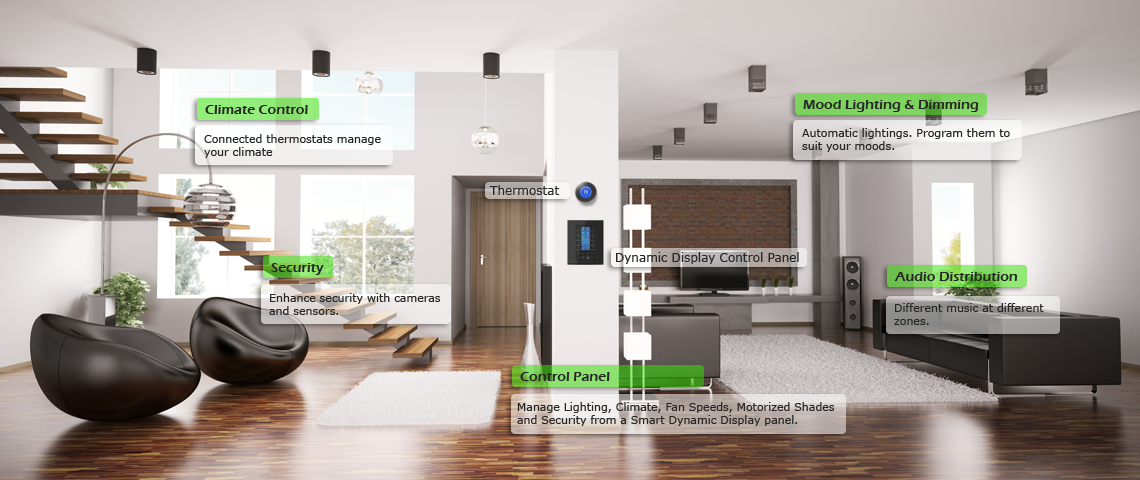 Climate Control
Connected thermostats manage
your climate
Mood Lighting & Dimming
Automatic lightings. Program them to
suit your moods.
Thermostat
Dynamic Display Control Panel
Security
Enhance security with cameras
and sensors.
Audio Distribution
Different music at different
zones.
Control Panel
Manage Lighting, Climate, Fan Speeds, Motorized Shades
and Security from a Smart Dynamic Display panel.